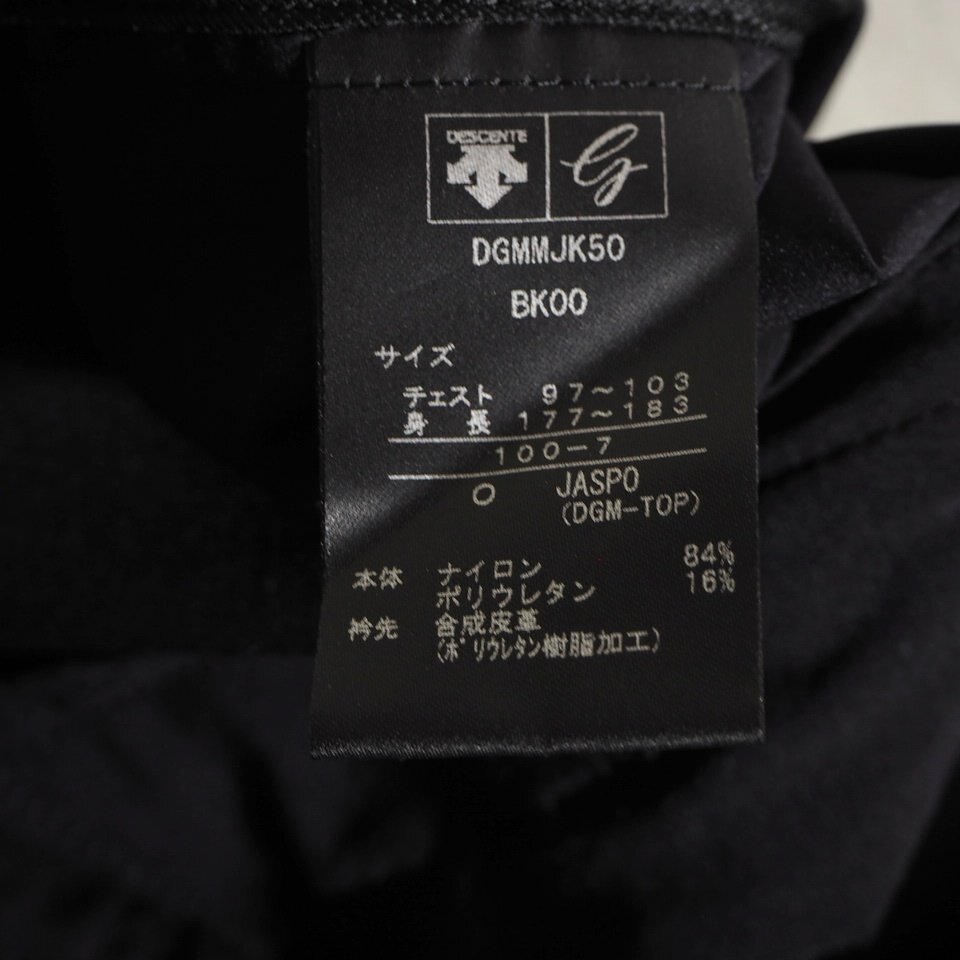 DESCENTE G
DGMMJK50
BK00
サイズ
チェスト 97〜103
身長 177〜183
100-7
O JASPO
(DGM-TOP)
本体 ナイロン 84%
ポリウレタン 16%
衿先 合成皮革
(ポリウレタン樹脂加工)